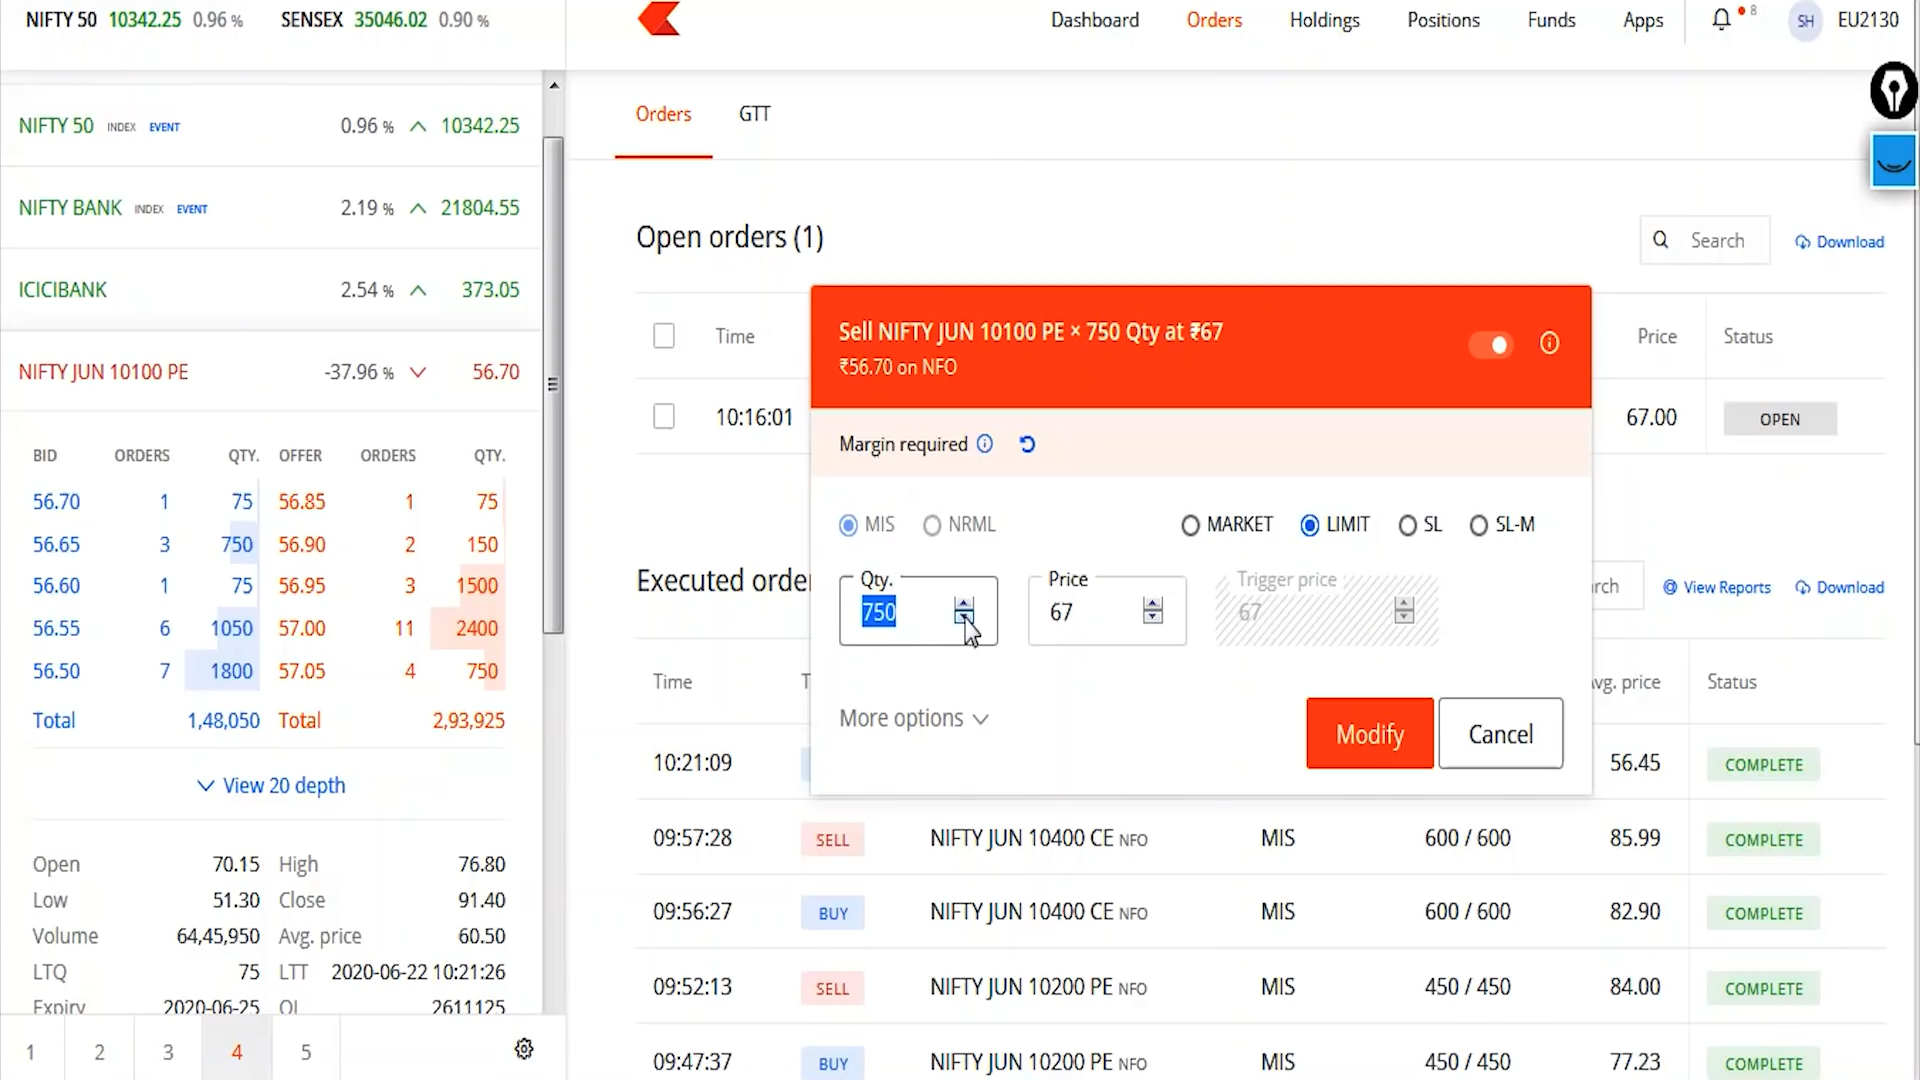 NIFTY 50 10342.25 0.96 % SENSEX 35046.02 0.90 %
Dashboard Orders Holdings Positions Funds Apps 8 SH EU2130
NIFTY 50 INDEX EVENT 0.96 % 10342.25
NIFTY BANK INDEX EVENT 2.19 % 21804.55
ICICIBANK 2.54 % 373.05
NIFTY JUN 10100 PE -37.96 % 56.70
BID ORDERS QTY. OFFER ORDERS QTY.
56.70 1 75 56.85 1 75
56.65 3 750 56.90 2 150
56.60 1 75 56.95 3 1500
56.55 6 1050 57.00 11 2400
56.50 7 1800 57.05 4 750
Total 1,48,050 Total 2,93,925
View 20 depth
Open 70.15 High 76.80
Low 51.30 Close 91.40
Volume 64,45,950 Avg. price 60.50
LTQ 75 LTT 2020-06-22 10:21:26
Expiry 2020-06-25 OI 2611125
1 2 3 4 5
Orders GTT
Open orders (1) Search Download
Time Price Status
10:16:01 67.00 OPEN
Sell NIFTY JUN 10100 PE × 750 Qty at ₹67
₹56.70 on NFO
Margin required
MIS NRML MARKET LIMIT SL SL-M
Qty. Price Trigger price
750 67 67
More options Modify Cancel
Executed order rch View Reports Download
Time T vg. price Status
10:21:09 56.45 COMPLETE
09:57:28 SELL NIFTY JUN 10400 CE NFO MIS 600 / 600 85.99 COMPLETE
09:56:27 BUY NIFTY JUN 10400 CE NFO MIS 600 / 600 82.90 COMPLETE
09:52:13 SELL NIFTY JUN 10200 PE NFO MIS 450 / 450 84.00 COMPLETE
09:47:37 BUY NIFTY JUN 10200 PE NFO MIS 450 / 450 77.23 COMPLETE